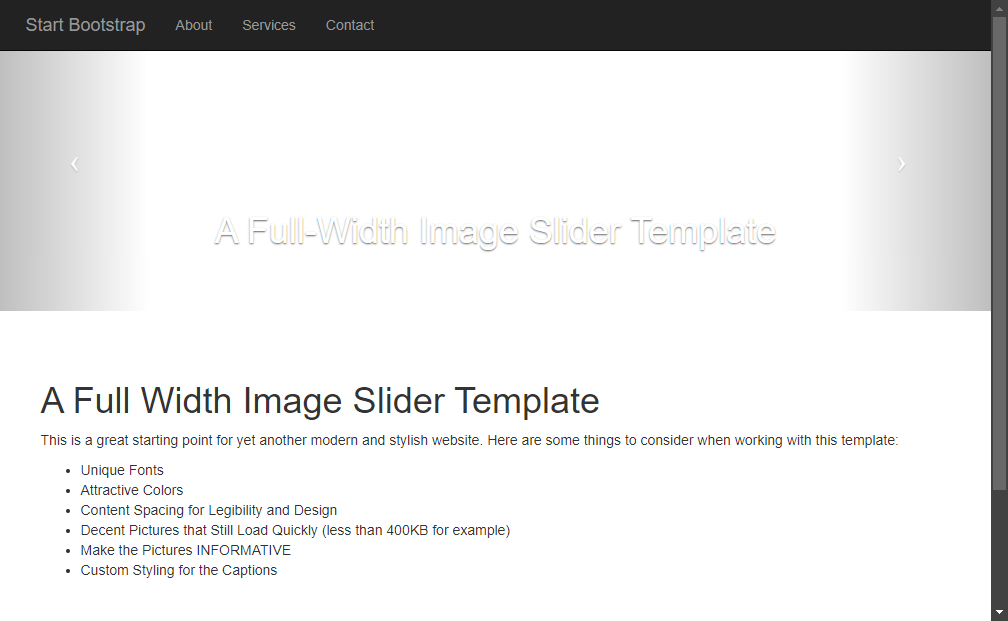 Start Bootstrap About Services Contact
A Full-Width Image Slider Template
A Full Width Image Slider Template
This is a great starting point for yet another modern and stylish website. Here are some things to consider when working with this template:
Unique Fonts
Attractive Colors
Content Spacing for Legibility and Design
Decent Pictures that Still Load Quickly (less than 400KB for example)
Make the Pictures INFORMATIVE
Custom Styling for the Captions